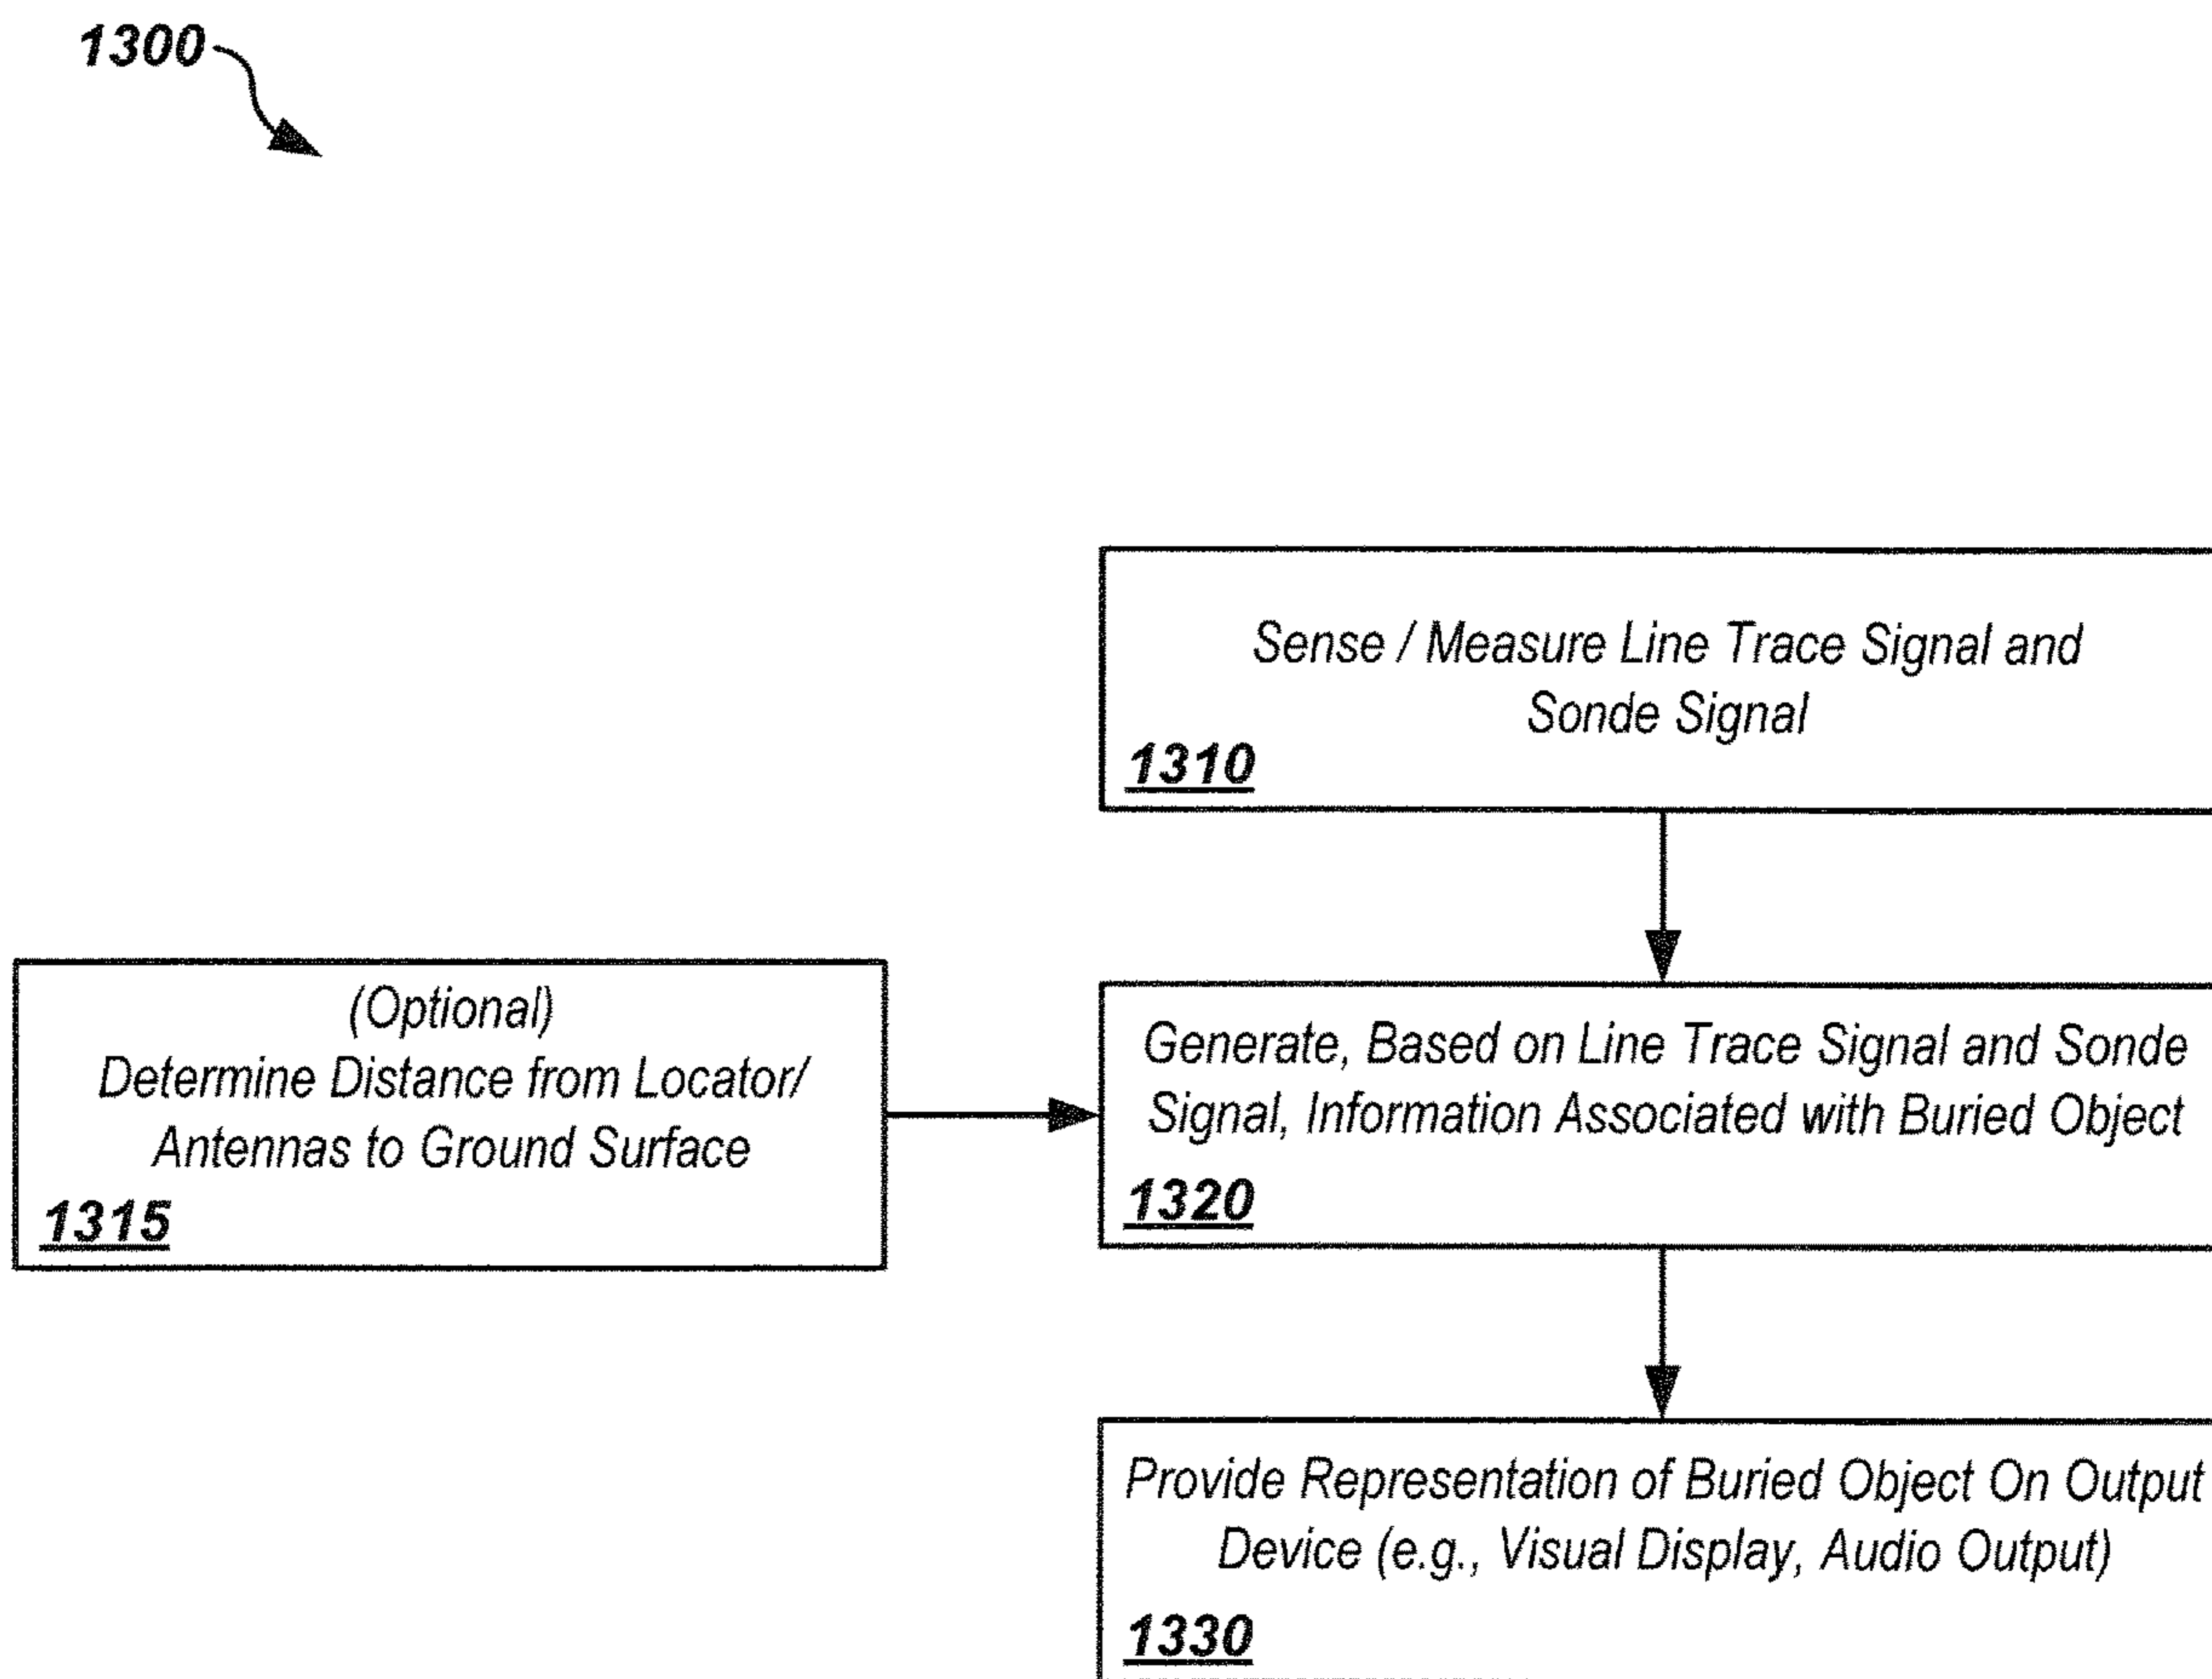 1300
Sense / Measure Line Trace Signal and
Sonde Signal
1310
(Optional)
Determine Distance from Locator/
Antennas to Ground Surface
1315
Generate, Based on Line Trace Signal and Sonde
Signal, Information Associated with Buried Object
1320
Provide Representation of Buried Object On Output
Device (e.g., Visual Display, Audio Output)
1330